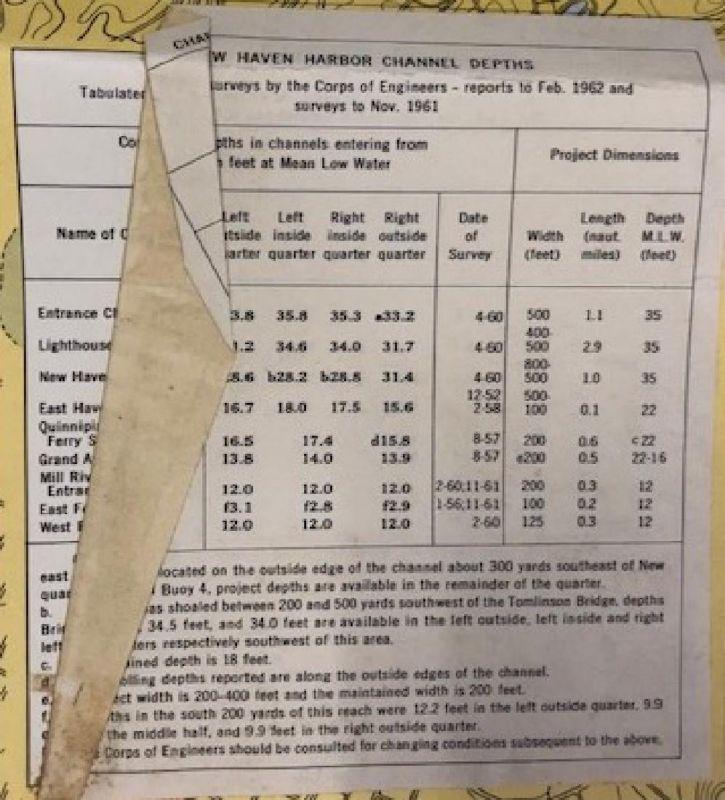 CHA
W HAVEN HARBOR CHANNEL DEPTHS
Tabulate surveys by the Corps of Engineers - reports to Feb. 1962 and
surveys to Nov. 1961
Co pths in channels entering from
feet at Mean Low Water
Project Dimensions
Name of C
Left Left Right Right Date Length Depth
tside inside inside outside of Width (naut. M.L.W.
arter quarter quarter quarter Survey (feet) miles) (feet)
Entrance Ch 3.8 35.8 35.3 a33.2 4-60 500 1.1 35
400-
Lighthouse 1.2 34.6 34.0 31.7 4-60 500 2.9 35
800-
New Have 8.6 b28.2 b28.8 31.4 4-60 500 1.0 35
12-52 500-
East Hav 16.7 18.0 17.5 15.6 2-58 100 0.1 22
Quinnipi
Ferry S 16.5 17.4 d15.8 8-57 200 0.6 c22
Grand A 13.8 14.0 13.9 8-57 e200 0.5 22-16
Mill Riv
Entra 12.0 12.0 12.0 2-60;11-61 200 0.3 12
East F f3.1 f2.8 f2.9 1-56;11-61 100 0.2 12
West 12.0 12.0 12.0 2-60 125 0.3 12
located on the outside edge of the channel about 300 yards southeast of New
east Buoy 4, project depths are available in the remainder of the quarter.
qua
b. as shoaled between 200 and 500 yards southwest of the Tomlinson Bridge, depths
Bri 34.5 feet, and 34.0 feet are available in the left outside, left inside and right
left ters respectively southwest of this area.
c. ined depth is 18 feet.
d olling depths reported are along the outside edges of the channel.
e. ect width is 200-400 feet and the maintained width is 200 feet.
f. ths in the south 200 yards of this reach were 12.2 feet in the left outside quarter, 9.9
the middle half, and 9.9 feet in the right outside quarter.
Corps of Engineers should be consulted for changing conditions subsequent to the above.